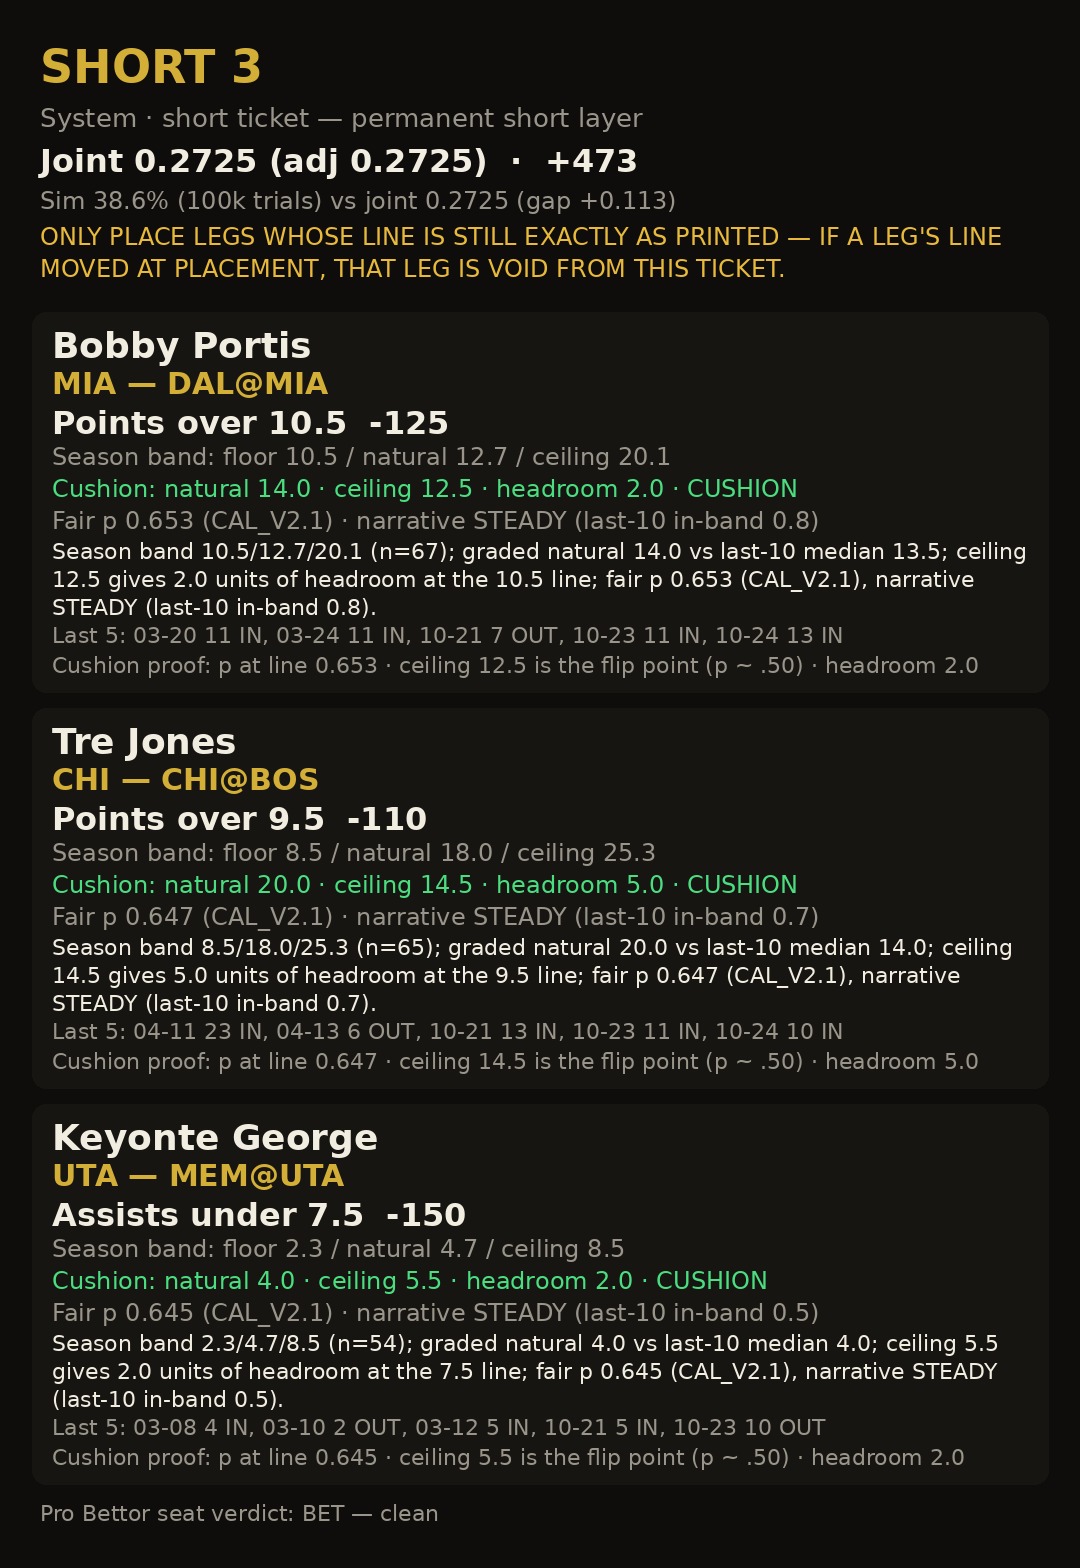 SHORT 3
System · short ticket — permanent short layer
Joint 0.2725 (adj 0.2725)  ·  +473
Sim 38.6% (100k trials) vs joint 0.2725 (gap +0.113)
ONLY PLACE LEGS WHOSE LINE IS STILL EXACTLY AS PRINTED — IF A LEG'S LINE
MOVED AT PLACEMENT, THAT LEG IS VOID FROM THIS TICKET.
Bobby Portis
MIA — DAL@MIA
Points over 10.5  -125
Season band: floor 10.5 / natural 12.7 / ceiling 20.1
Cushion: natural 14.0 · ceiling 12.5 · headroom 2.0 · CUSHION
Fair p 0.653 (CAL_V2.1) · narrative STEADY (last-10 in-band 0.8)
Season band 10.5/12.7/20.1 (n=67); graded natural 14.0 vs last-10 median 13.5; ceiling
12.5 gives 2.0 units of headroom at the 10.5 line; fair p 0.653 (CAL_V2.1), narrative
STEADY (last-10 in-band 0.8).
Last 5: 03-20 11 IN, 03-24 11 IN, 10-21 7 OUT, 10-23 11 IN, 10-24 13 IN
Cushion proof: p at line 0.653 · ceiling 12.5 is the flip point (p ~ .50) · headroom 2.0
Tre Jones
CHI — CHI@BOS
Points over 9.5  -110
Season band: floor 8.5 / natural 18.0 / ceiling 25.3
Cushion: natural 20.0 · ceiling 14.5 · headroom 5.0 · CUSHION
Fair p 0.647 (CAL_V2.1) · narrative STEADY (last-10 in-band 0.7)
Season band 8.5/18.0/25.3 (n=65); graded natural 20.0 vs last-10 median 14.0; ceiling
14.5 gives 5.0 units of headroom at the 9.5 line; fair p 0.647 (CAL_V2.1), narrative
STEADY (last-10 in-band 0.7).
Last 5: 04-11 23 IN, 04-13 6 OUT, 10-21 13 IN, 10-23 11 IN, 10-24 10 IN
Cushion proof: p at line 0.647 · ceiling 14.5 is the flip point (p ~ .50) · headroom 5.0
Keyonte George
UTA — MEM@UTA
Assists under 7.5  -150
Season band: floor 2.3 / natural 4.7 / ceiling 8.5
Cushion: natural 4.0 · ceiling 5.5 · headroom 2.0 · CUSHION
Fair p 0.645 (CAL_V2.1) · narrative STEADY (last-10 in-band 0.5)
Season band 2.3/4.7/8.5 (n=54); graded natural 4.0 vs last-10 median 4.0; ceiling 5.5
gives 2.0 units of headroom at the 7.5 line; fair p 0.645 (CAL_V2.1), narrative STEADY
(last-10 in-band 0.5).
Last 5: 03-08 4 IN, 03-10 2 OUT, 03-12 5 IN, 10-21 5 IN, 10-23 10 OUT
Cushion proof: p at line 0.645 · ceiling 5.5 is the flip point (p ~ .50) · headroom 2.0
Pro Bettor seat verdict: BET — clean